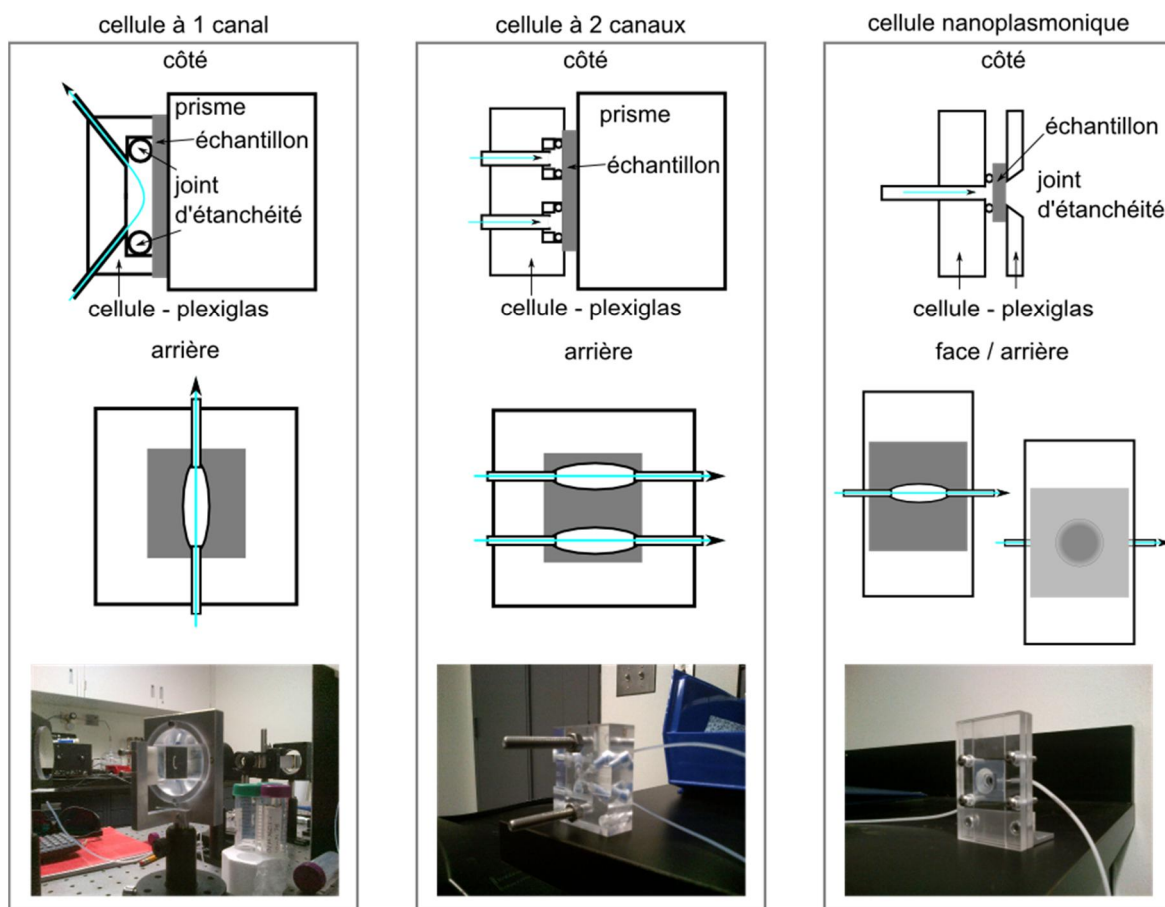 cellule à 1 canal
côté
prisme
échantillon
joint
d'étanchéité
cellule - plexiglas
arrière
cellule à 2 canaux
côté
prisme
échantillon
cellule - plexiglas
arrière
cellule nanoplasmonique
côté
échantillon
joint
d'étanchéité
cellule - plexiglas
face / arrière